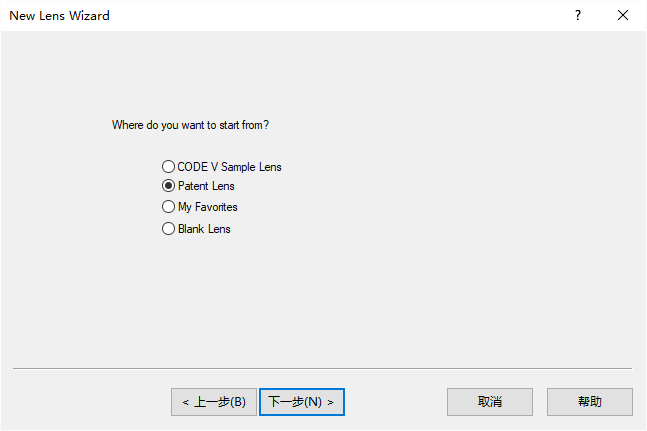 New Lens Wizard
?
Where do you want to start from?
CODE V Sample Lens
Patent Lens
My Favorites
Blank Lens
< 上一步(B) 下一步(N) > 取消 帮助